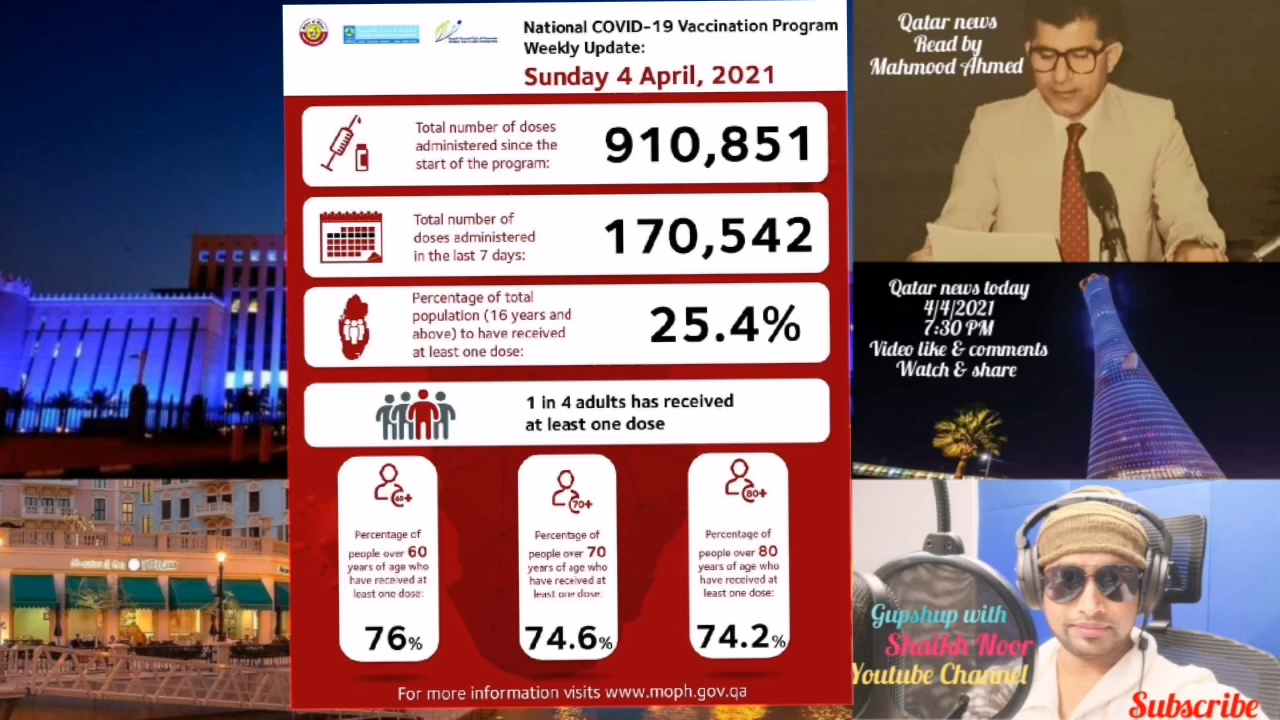 National COVID-19 Vaccination Program
Weekly Update:
Sunday 4 April, 2021
Total number of doses
administered since the
start of the program:
910,851
Total number of
doses administered
in the last 7 days:
170,542
Percentage of total
population (16 years and
above) to have received
at least one dose:
25.4%
1 in 4 adults has received
at least one dose
60+
Percentage of
people over 60
years of age who
have received at
least one dose:
76%
70+
Percentage of
people over 70
years of age who
have received at
least one dose:
74.6%
80+
Percentage of
people over 80
years of age who
have received at
least one dose:
74.2%
For more information visits www.moph.gov.qa
Qatar news
Read by
Mahmood Ahmed
Qatar news today
4/4/2021
7:30 PM
Video like & comments
Watch & share
Gupshup with
Shaikh Noor
Youtube Channel
Subscribe